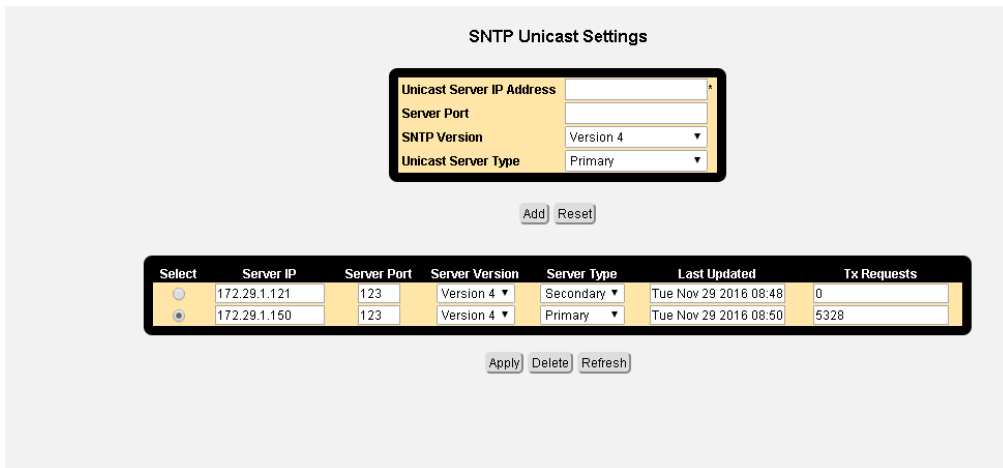 SNTP Unicast Settings
Unicast Server IP Address *
Server Port
SNTP Version Version 4
Unicast Server Type Primary
Add Reset
Select Server IP Server Port Server Version Server Type Last Updated Tx Requests
172.29.1.121 123 Version 4 Secondary Tue Nov 29 2016 08:48 0
172.29.1.150 123 Version 4 Primary Tue Nov 29 2016 08:50 5328
Apply Delete Refresh